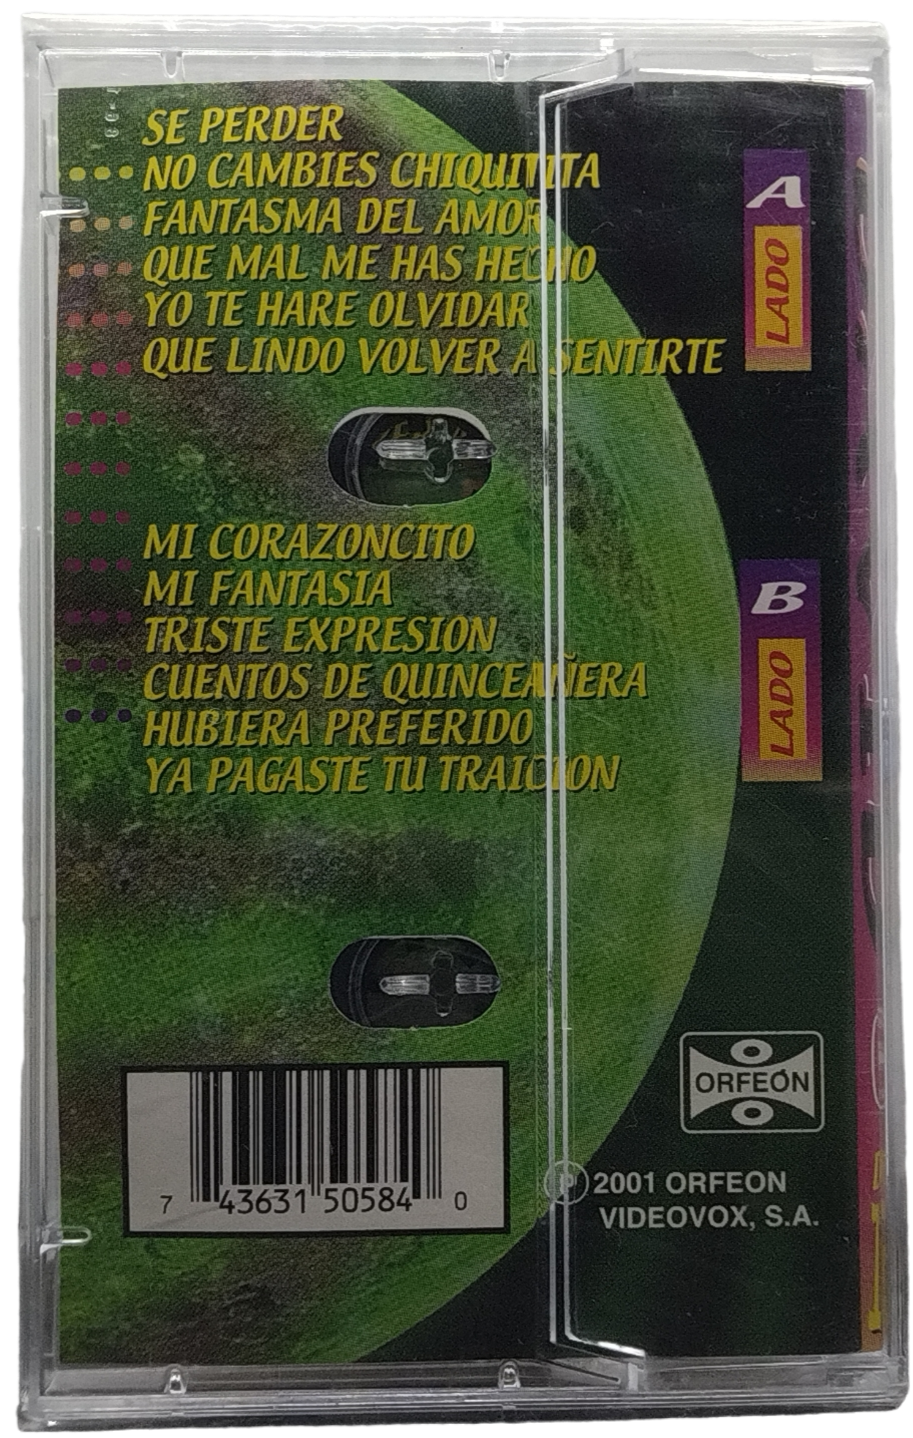 SE PERDER
NO CAMBIES CHIQUITITA
FANTASMA DEL AMOR
QUE MAL ME HAS HECHO
YO TE HARE OLVIDAR
QUE LINDO VOLVER A SENTIRTE
A
LADO
MI CORAZONCITO
MI FANTASIA
TRISTE EXPRESION
CUENTOS DE QUINCEAÑERA
HUBIERA PREFERIDO
YA PAGASTE TU TRAICION
B
LADO
ORFEÓN
7 43631 50584 0
Ⓟ 2001 ORFEON
VIDEOVOX, S.A.